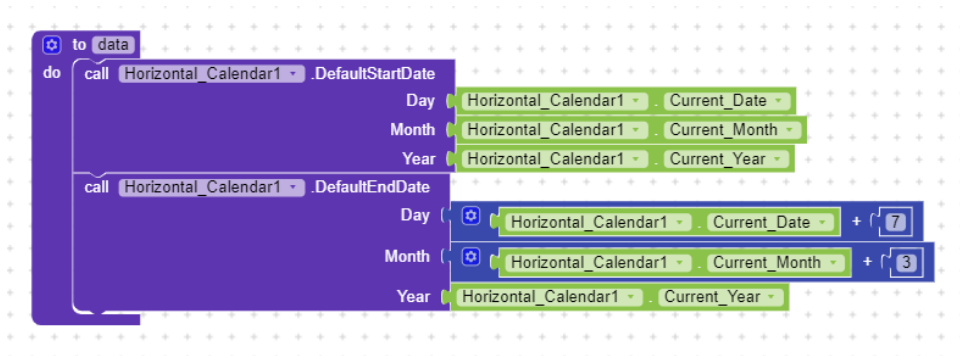 to data
do call Horizontal_Calendar1 .DefaultStartDate
Day Horizontal_Calendar1 . Current_Date
Month Horizontal_Calendar1 . Current_Month
Year Horizontal_Calendar1 . Current_Year
call Horizontal_Calendar1 .DefaultEndDate
Day Horizontal_Calendar1 . Current_Date + 7
Month Horizontal_Calendar1 . Current_Month + 3
Year Horizontal_Calendar1 . Current_Year